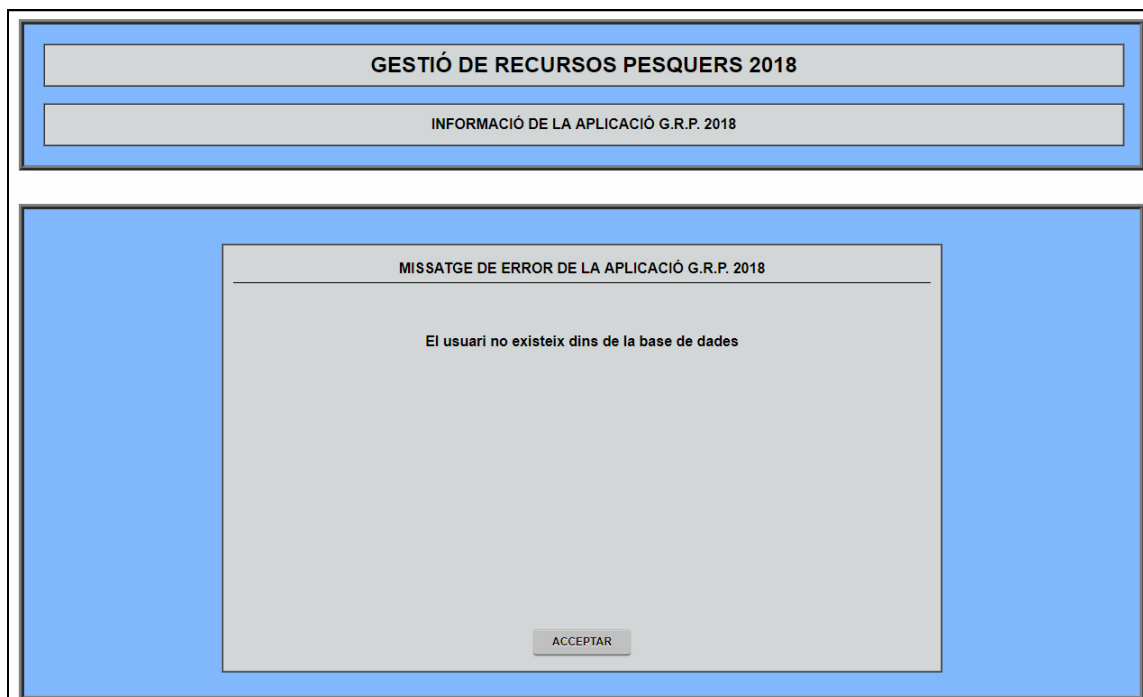 GESTIÓ DE RECURSOS PESQUERS 2018
INFORMACIÓ DE LA APLICACIÓ G.R.P. 2018
MISSATGE DE ERROR DE LA APLICACIÓ G.R.P. 2018
El usuari no existeix dins de la base de dades
ACCEPTAR